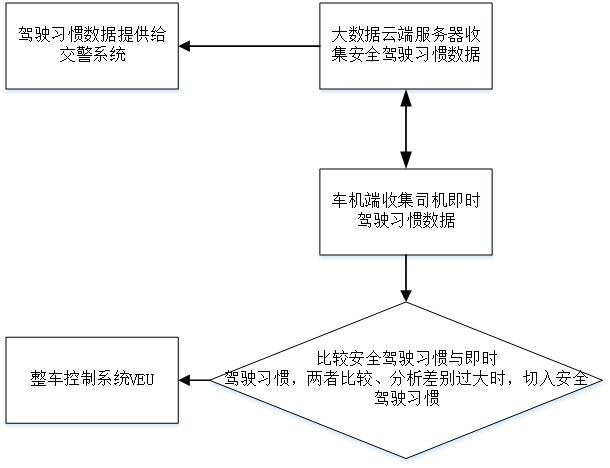 驾驶习惯数据提供给
交警系统
大数据云端服务器收
集安全驾驶习惯数据
车机端收集司机即时
驾驶习惯数据
比较安全驾驶习惯与即时
驾驶习惯，两者比较、分析差别过大时，切入安全
驾驶习惯
整车控制系统VEU